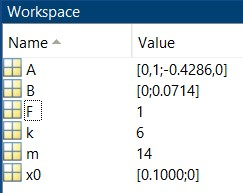 Workspace
Name Value
A [0,1;-0.4286,0]
B [0;0.0714]
F 1
k 6
m 14
x0 [0.1000;0]